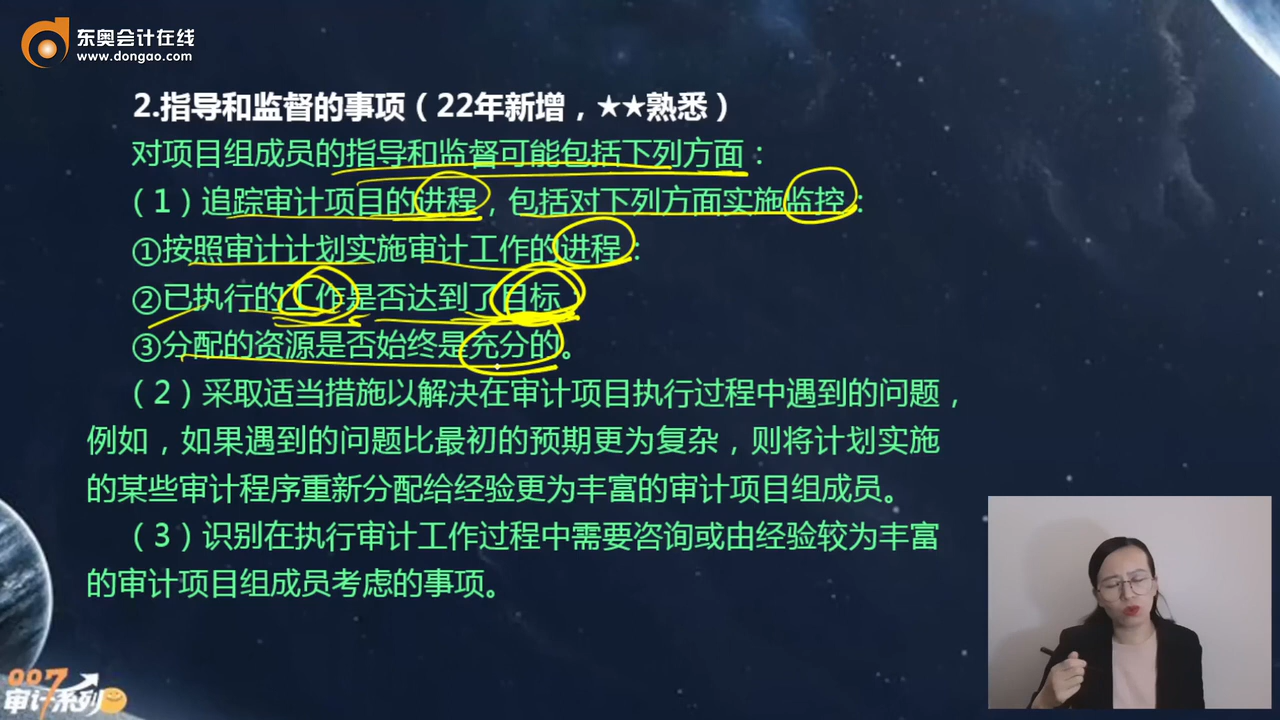 东奥会计在线
www.dongao.com
2.指导和监督的事项（22年新增，★★熟悉）
对项目组成员的指导和监督可能包括下列方面：
（1）追踪审计项目的进程，包括对下列方面实施监控：
①按照审计计划实施审计工作的进程；
②已执行的工作是否达到了目标；
③分配的资源是否始终是充分的。
（2）采取适当措施以解决在审计项目执行过程中遇到的问题，
例如，如果遇到的问题比最初的预期更为复杂，则将计划实施
的某些审计程序重新分配给经验更为丰富的审计项目组成员。
（3）识别在执行审计工作过程中需要咨询或由经验较为丰富
的审计项目组成员考虑的事项。
007
审计系列